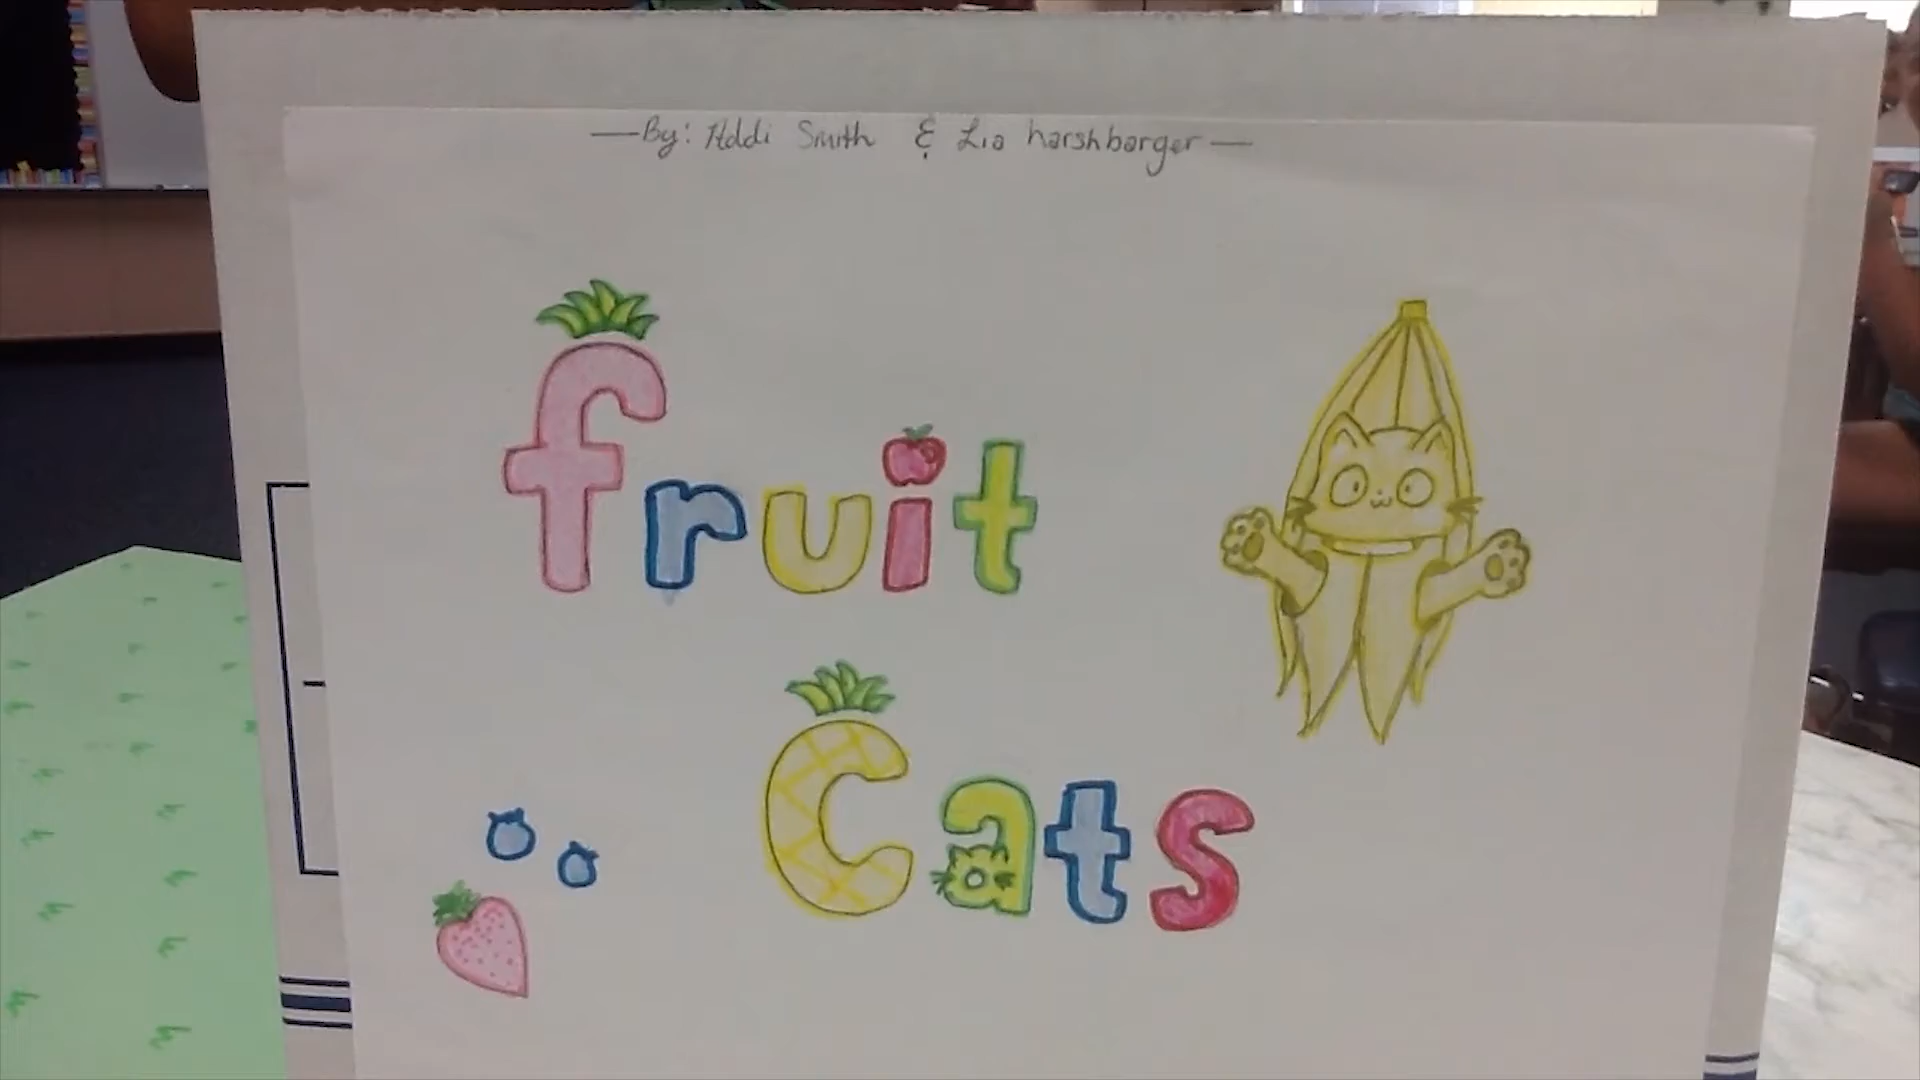 —By: Addi Smith & Lia harshbarger—
fruit
Cats